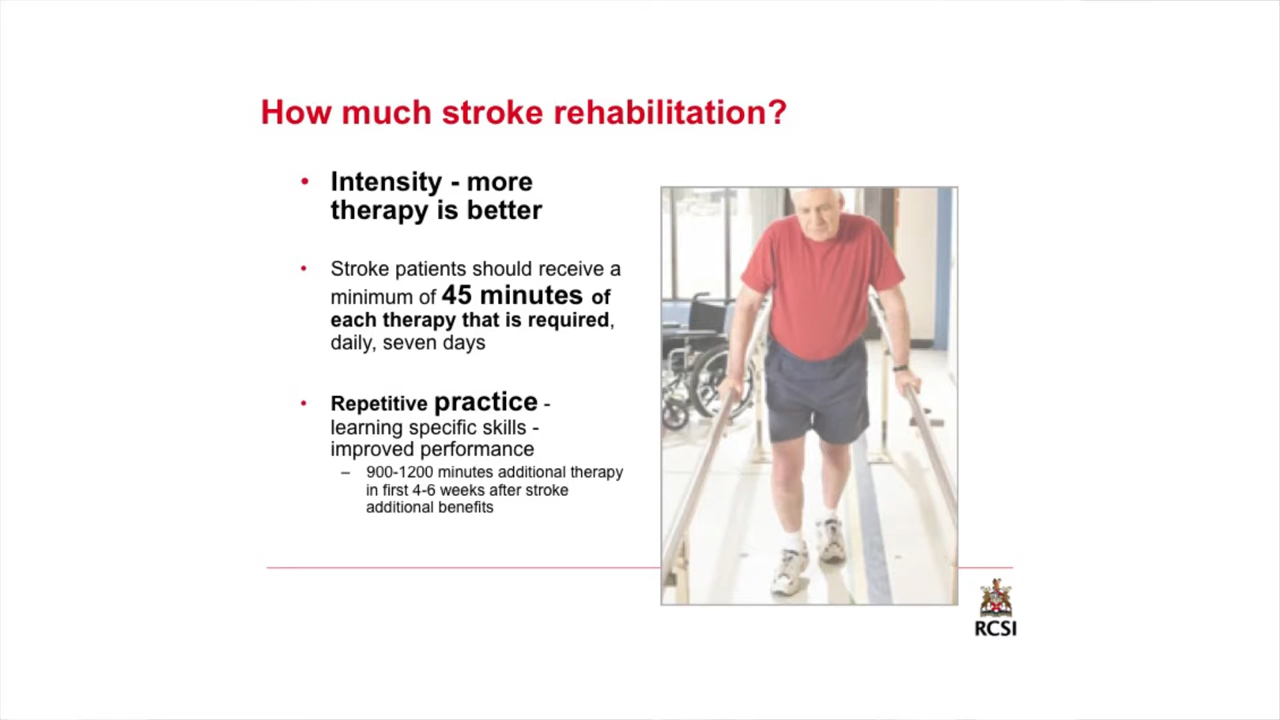 How much stroke rehabilitation?
• Intensity - more
therapy is better
• Stroke patients should receive a
minimum of 45 minutes of
each therapy that is required,
daily, seven days
• Repetitive practice -
learning specific skills -
improved performance
– 900-1200 minutes additional therapy
in first 4-6 weeks after stroke
additional benefits
RCSI